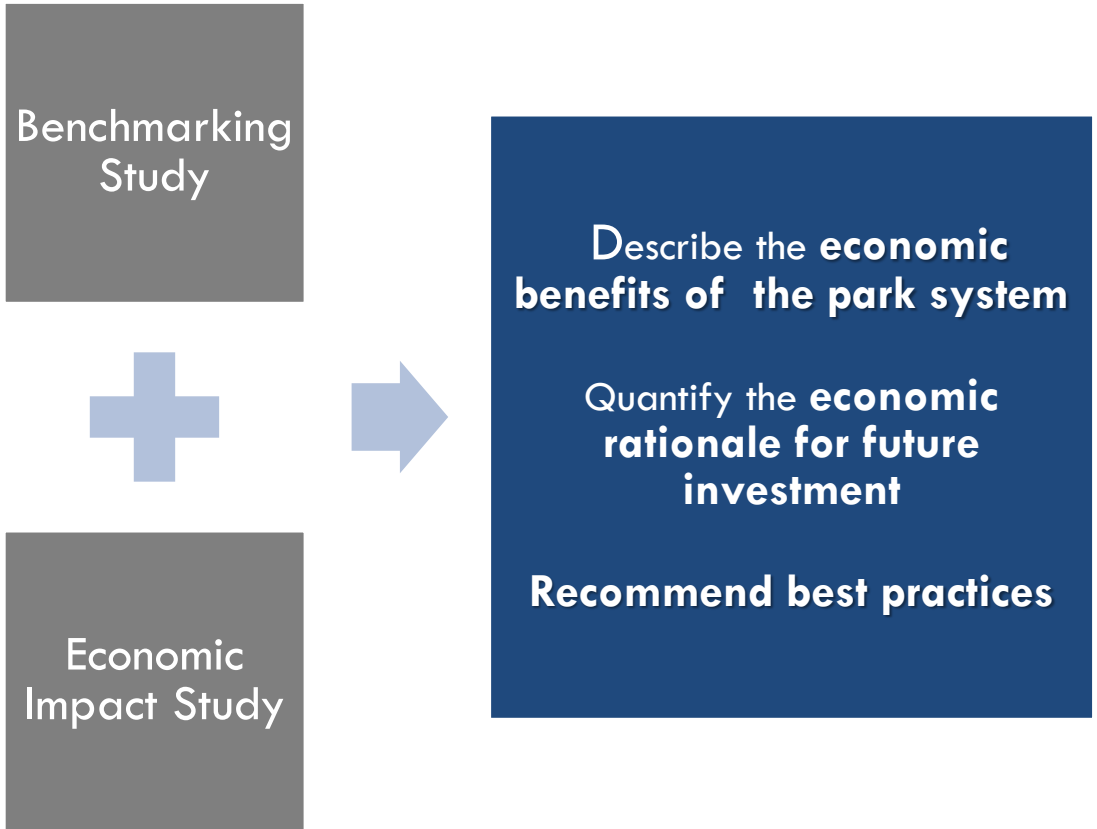 Benchmarking
Study
Economic
Impact Study
Describe the economic
benefits of the park system
Quantify the economic
rationale for future
investment
Recommend best practices